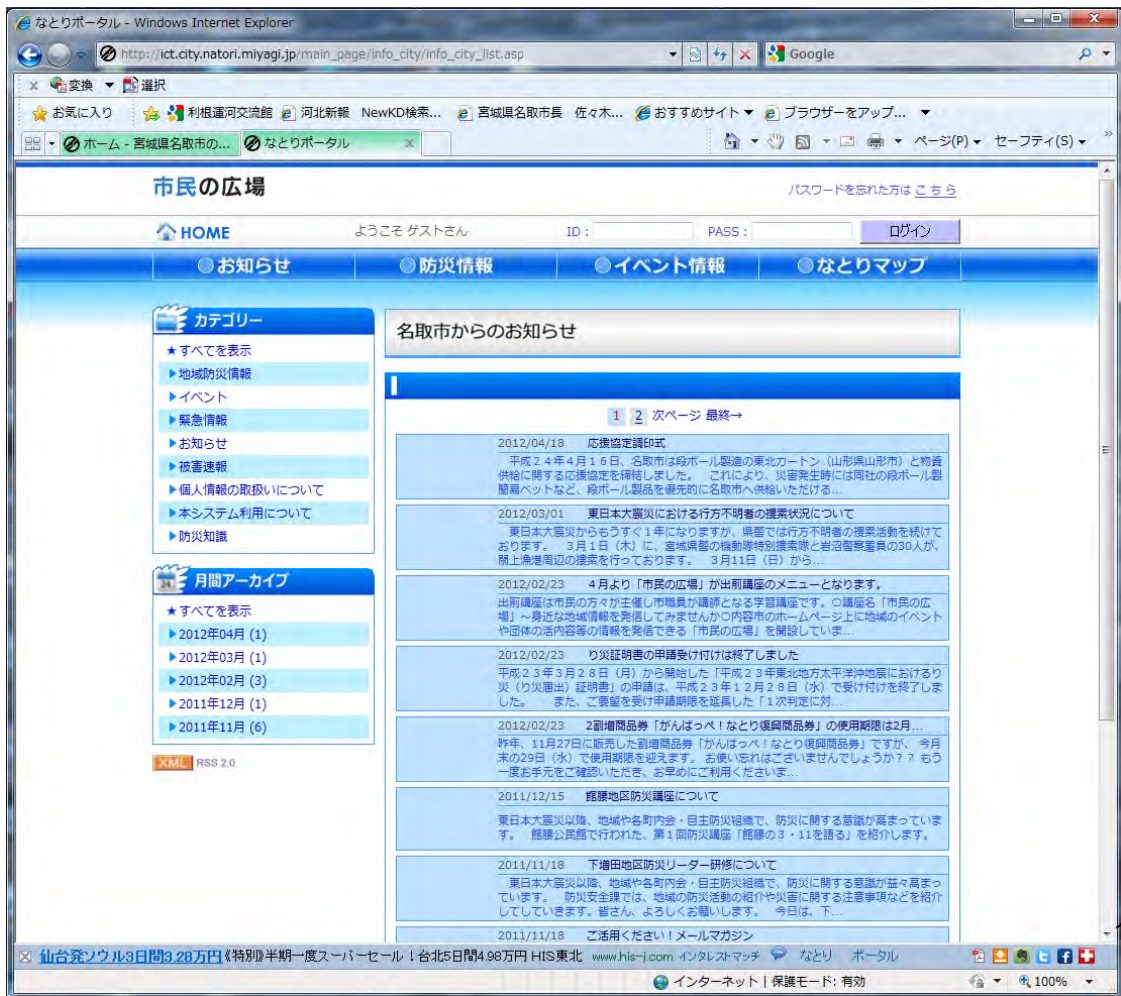 なとりポータル - Windows Internet Explorer
http://ict.city.natori.miyagi.jp/main_page/info_city/info_city_list.asp
Google
x 変換 ▼ 選択
お気に入り 利根運河交流館 河北新報 NewKD検索... 宮城県名取市長 佐々木... おすすめサイト ▼ ブラウザーをアップ... ▼
ホーム - 宮城県名取市の... なとりポータル x ページ(P) ▼ セーフティ(S) ▼ »
市民の広場
パスワードを忘れた方は こちら
HOME ようこそ ゲストさん ID : PASS : ログイン
お知らせ 防災情報 イベント情報 なとりマップ
カテゴリー
★すべてを表示
▶地域防災情報
▶イベント
▶緊急情報
▶お知らせ
▶被害速報
▶個人情報の取扱いについて
▶本システム利用について
▶防災知識
24 月間アーカイブ
★すべてを表示
▶2012年04月 (1)
▶2012年03月 (1)
▶2012年02月 (3)
▶2011年12月 (1)
▶2011年11月 (6)
XML RSS 2.0
名取市からのお知らせ
1 2 次ページ 最終→
2012/04/18 応援協定調印式
平成24年4月16日、名取市は段ボール製造の東北カートン（山形県山形市）と物資
供給に関する応援協定を締結しました。 これにより、災害発生時には同社の段ボール製
簡易ベットなど、段ボール製品を優先的に名取市へ供給いただける...
2012/03/01 東日本大震災における行方不明者の捜索状況について
東日本大震災からもうすぐ1年になりますが、県警では行方不明者の捜索活動を続けて
おります。 3月1日（木）に、宮城県警の機動隊特別捜索隊と岩沼警察署員の30人が、
閖上漁港周辺の捜索を行っております。 3月11日（日）から...
2012/02/23 4月より「市民の広場」が出前講座のメニューとなります。
出前講座は市民の方々が主催し市職員が講師となる学習講座です。○講座名「市民の広
場」～身近な地域情報を発信してみませんか○内容市のホームページ上に地域のイベント
や団体の活内容等の情報を発信できる「市民の広場」を開設していま...
2012/02/23 り災証明書の申請受け付けは終了しました
平成23年3月28日（月）から開始した「平成23年東北地方太平洋沖地震におけるり
災（り災届出）証明書」の申請は、平成23年12月28日（水）で受け付けを終了しま
した。 また、ご要望を受け申請期限を延長した「1次判定に対...
2012/02/23 2割増商品券「がんばっぺ！なとり復興商品券」の使用期限は2月...
昨年、11月27日に販売した割増商品券「がんばっぺ！なとり復興商品券」ですが、 今月
末の29日（水）で使用期限を迎えます。 お使い忘れはございませんでしょうか？？ もう
一度お手元をご確認いただき、お早めにご利用くださいま...
2011/12/15 館腰地区防災講座について
東日本大震災以降、地域や各町内会・自主防災組織で、防災に関する意識が高まっていま
す。 館腰公民館で行われた、第1回防災講座「館腰の3・11を語る」を紹介します。
2011/11/18 下増田地区防災リーダー研修について
東日本大震災以降、地域や各町内会・自主防災組織で、防災に関する意識が益々高まっ
ています。 防災安全課では、地域の防災活動の紹介や災害に関する注意事項などを紹介
してしていきます。皆さん、よろしくお願いします。 今日は、下...
2011/11/18 ご活用ください！メールマガジン
仙台発ソウル3日間3.28万円《特別》半期一度スーパーセール！台北5日間4.98万円 HIS東北 www.his-j.com インタレストマッチ なとり ポータル
インターネット | 保護モード: 有効 100% ▼